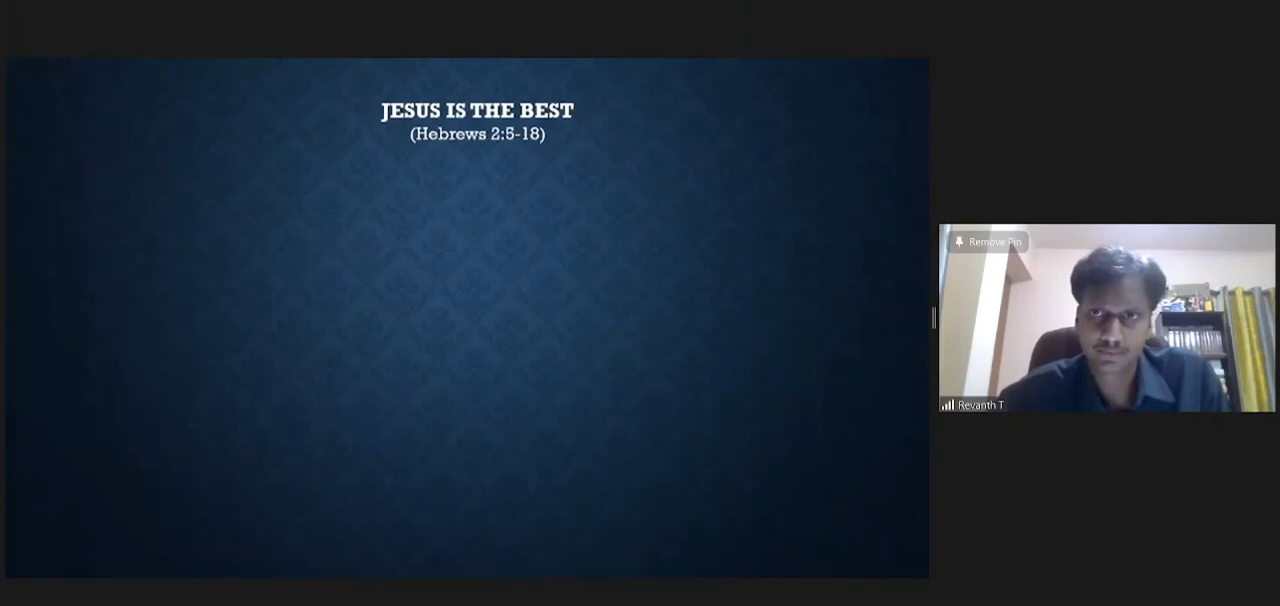 JESUS IS THE BEST
(Hebrews 2:5-18)
Remove Pin
Revanth T